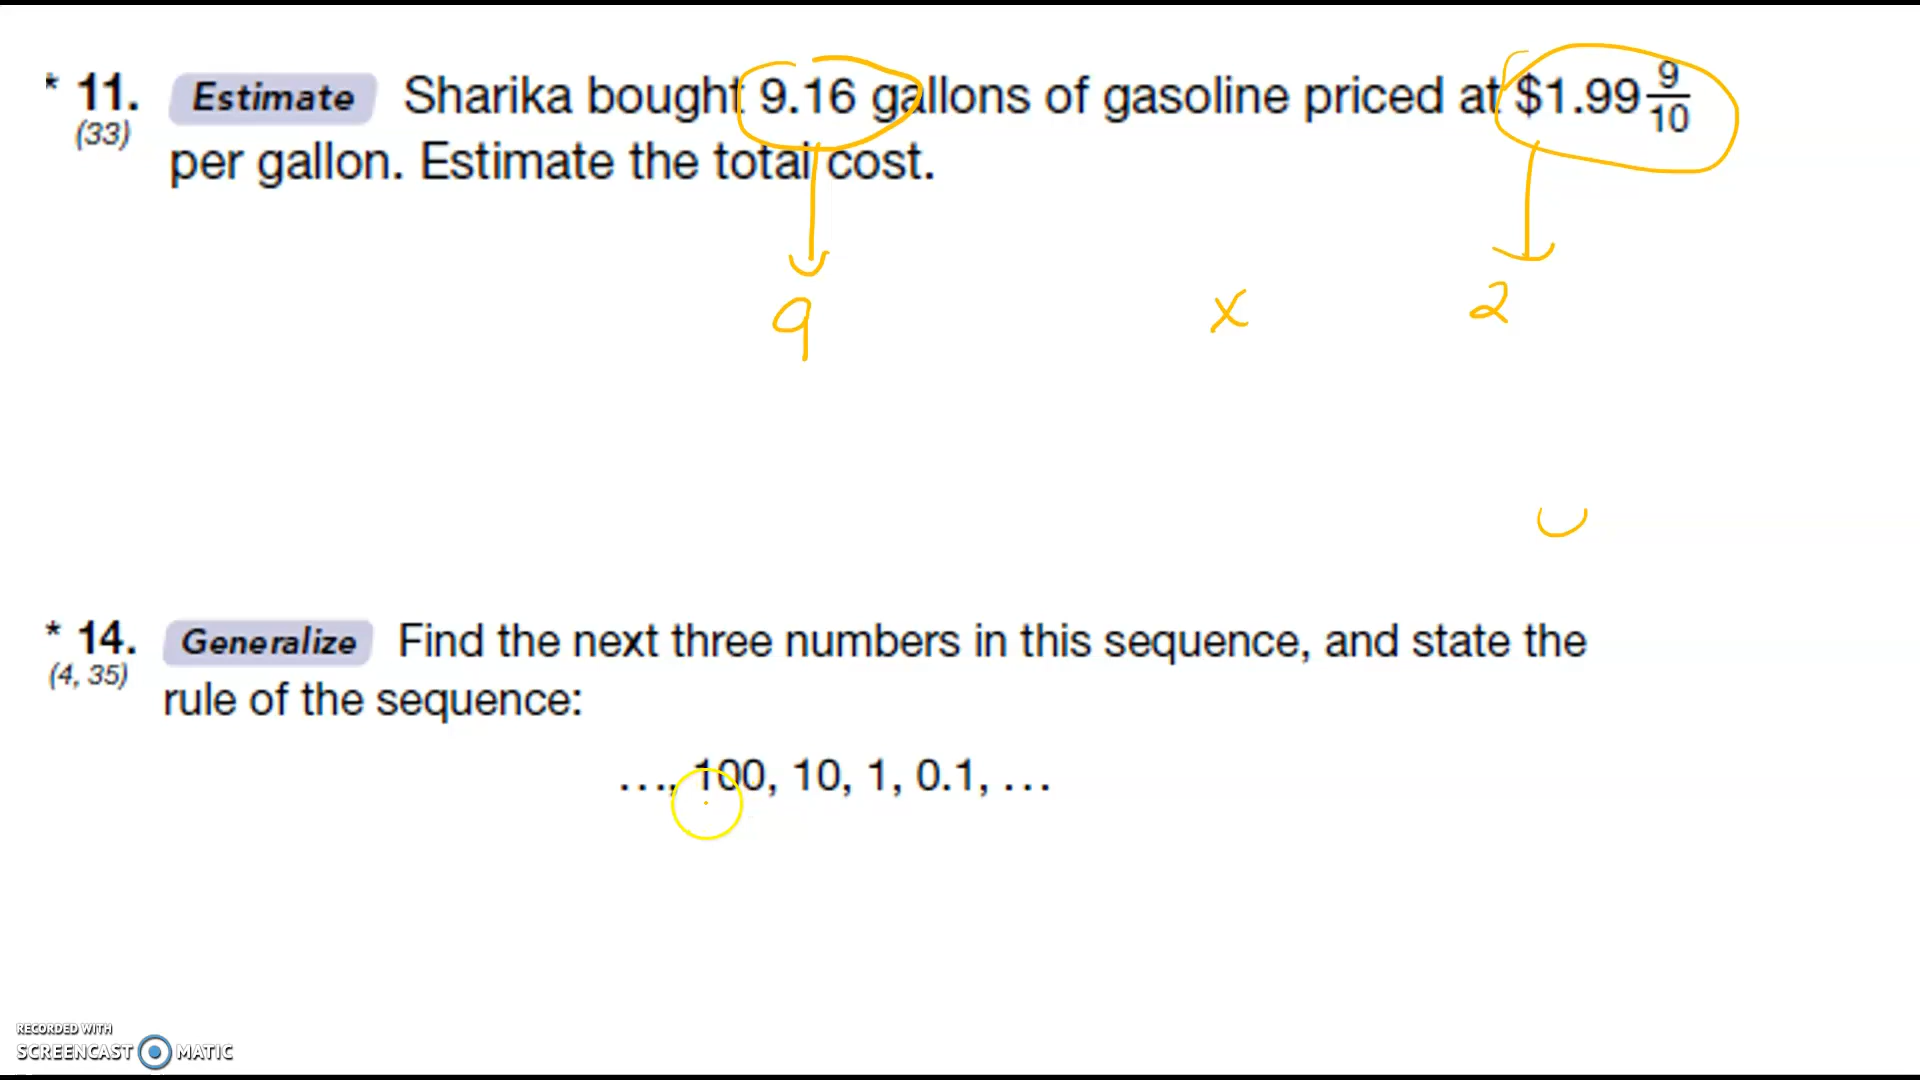 * 11. Estimate Sharika bought 9.16 gallons of gasoline priced at $1.99 9/10
(33)
per gallon. Estimate the total cost.
9 x 2
* 14. Generalize Find the next three numbers in this sequence, and state the
(4, 35)
rule of the sequence:
..., 100, 10, 1, 0.1, ...
RECORDED WITH
SCREENCAST MATIC